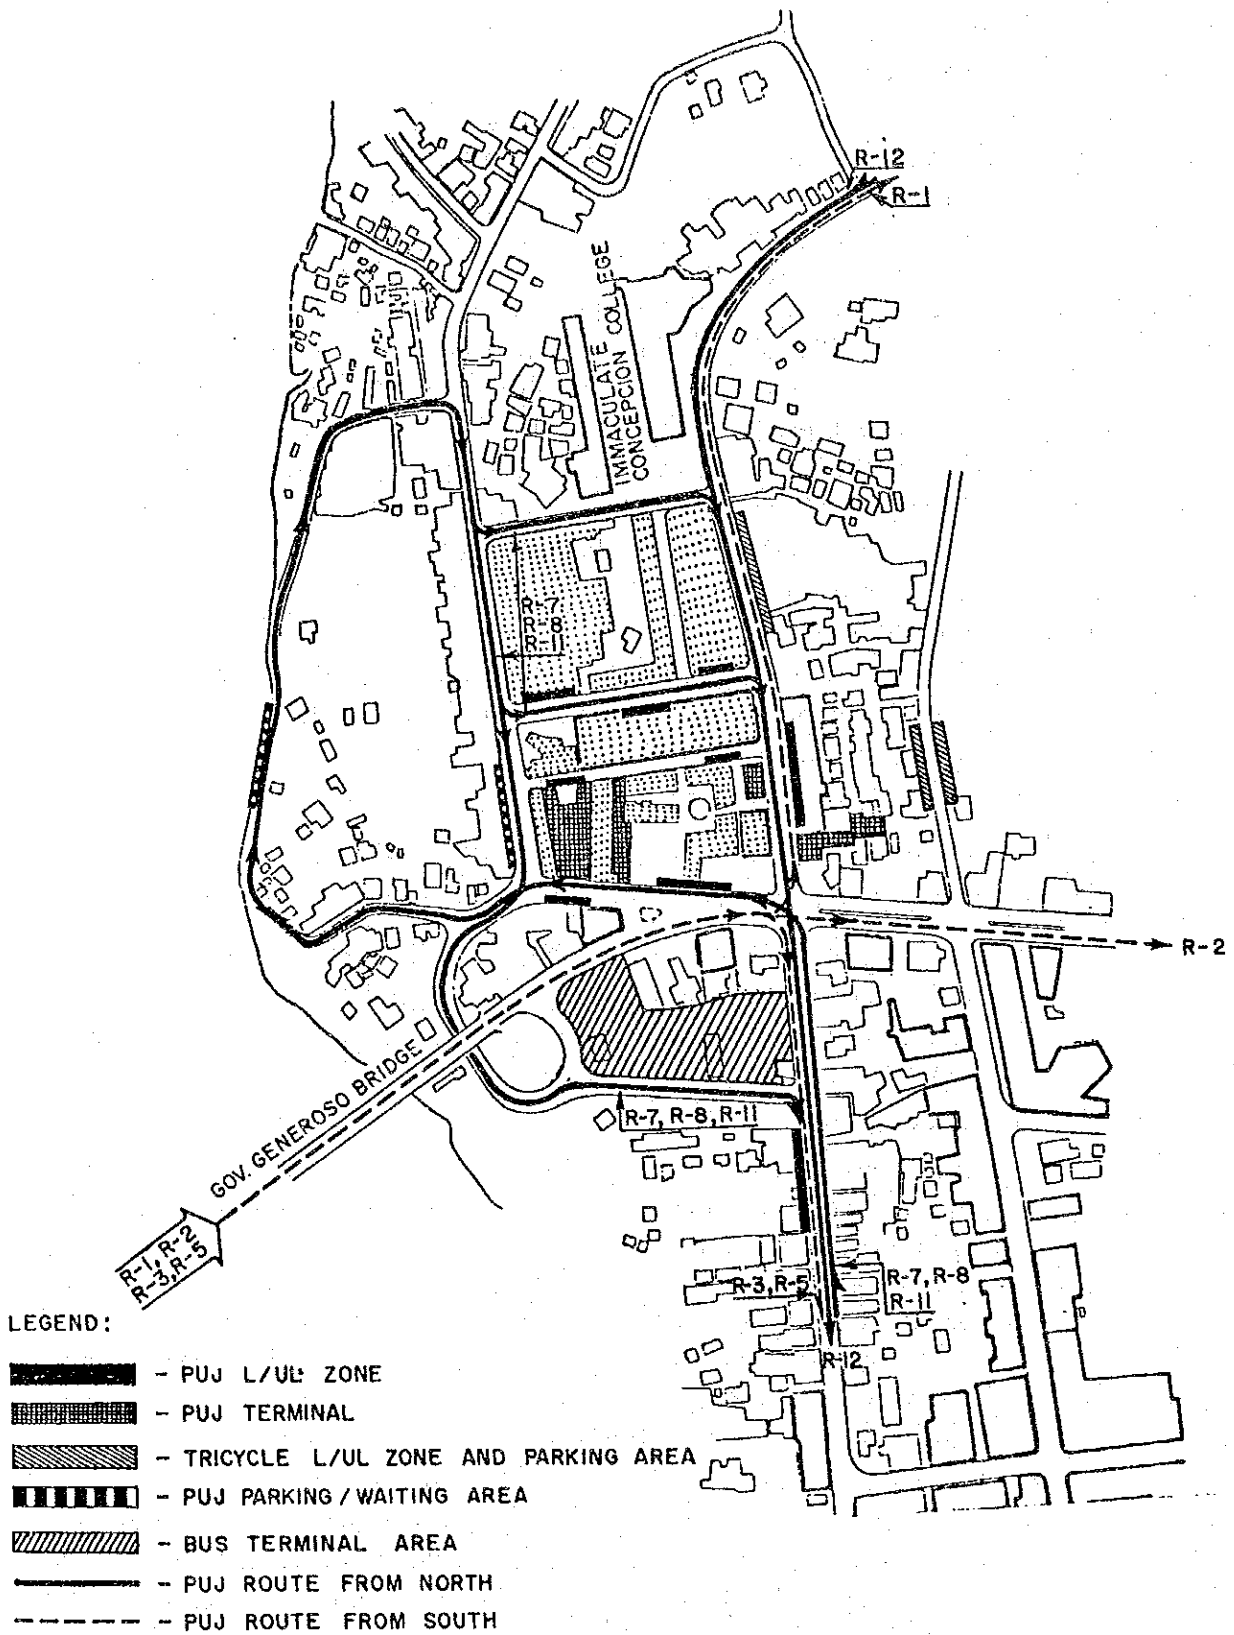 R-12
R-1
IMMACULATE
CONCEPCION COLLEGE
R-7
R-8
R-11
R-2
GOV. GENEROSO BRIDGE
R-7, R-8, R-11
R-1, R-2
R-3, R-5
R-3, R-5
R-7, R-8
R-11
R-12
LEGEND:
- PUJ L/UL ZONE
- PUJ TERMINAL
- TRICYCLE L/UL ZONE AND PARKING AREA
- PUJ PARKING / WAITING AREA
- BUS TERMINAL AREA
- PUJ ROUTE FROM NORTH
- PUJ ROUTE FROM SOUTH